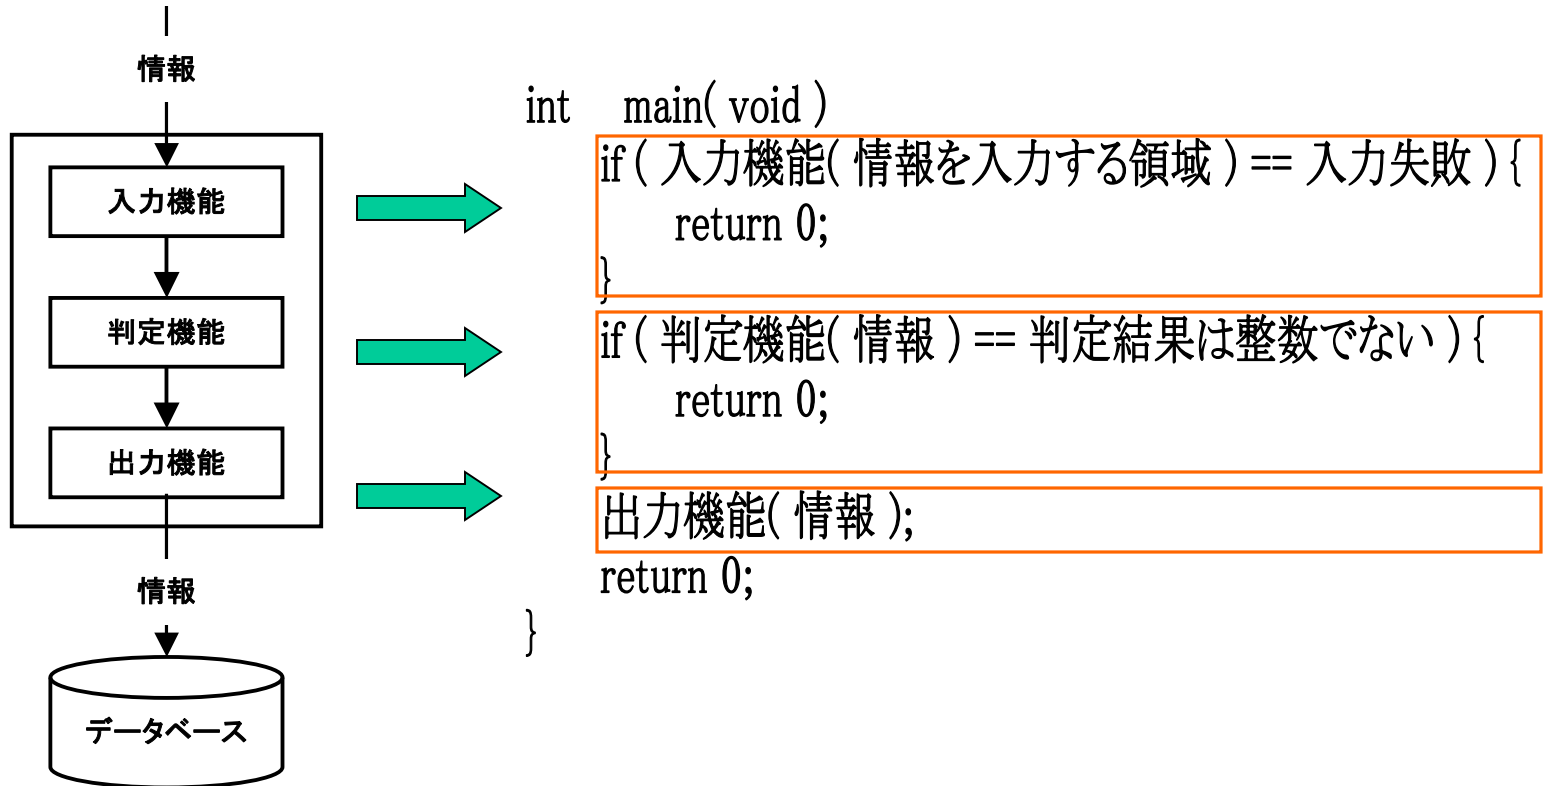 情報
入力機能
判定機能
出力機能
情報
データベース
int main( void )
if ( 入力機能( 情報を入力する領域 ) == 入力失敗 ) {
return 0;
}
if ( 判定機能( 情報 ) == 判定結果は整数でない ) {
return 0;
}
出力機能( 情報 );
return 0;
}